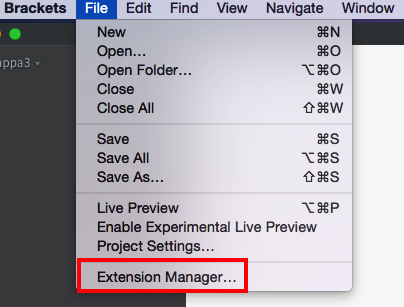 Brackets File Edit Find View Navigate Window
appa3
New ⌘N
Open... ⌘O
Open Folder... ⌥⌘O
Close ⌘W
Close All ⇧⌘W
Save ⌘S
Save All ⌥⌘S
Save As... ⇧⌘S
Live Preview ⌥⌘P
Enable Experimental Live Preview
Project Settings...
Extension Manager...